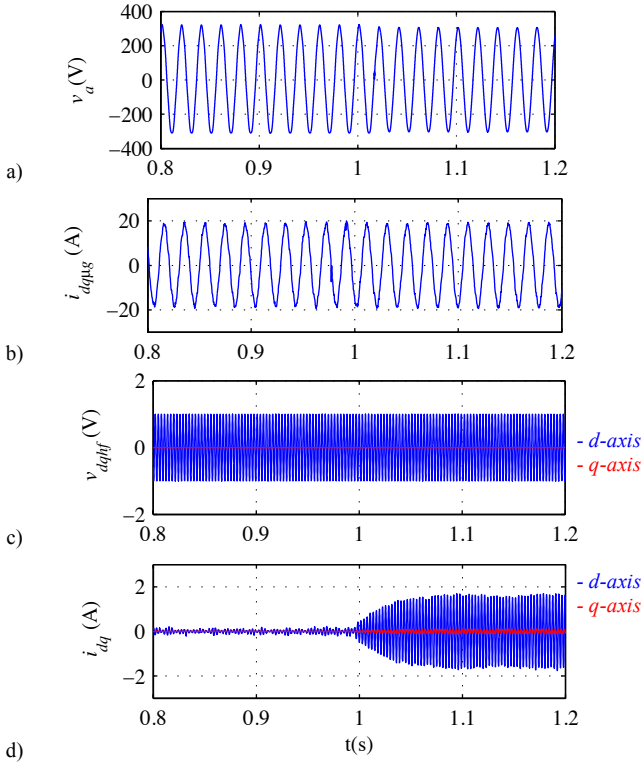 400
200
0
−200
−400
v_a(V)
0.8 0.9 1 1.1 1.2
a)
20
0
−20
i_dqμg(A)
0.8 0.9 1 1.1 1.2
b)
2
0
−2
v_dqhf(V)
- d-axis
- q-axis
0.8 0.9 1 1.1 1.2
c)
2
0
−2
i_dq(A)
- d-axis
- q-axis
0.8 0.9 1 1.1 1.2
t(s)
d)